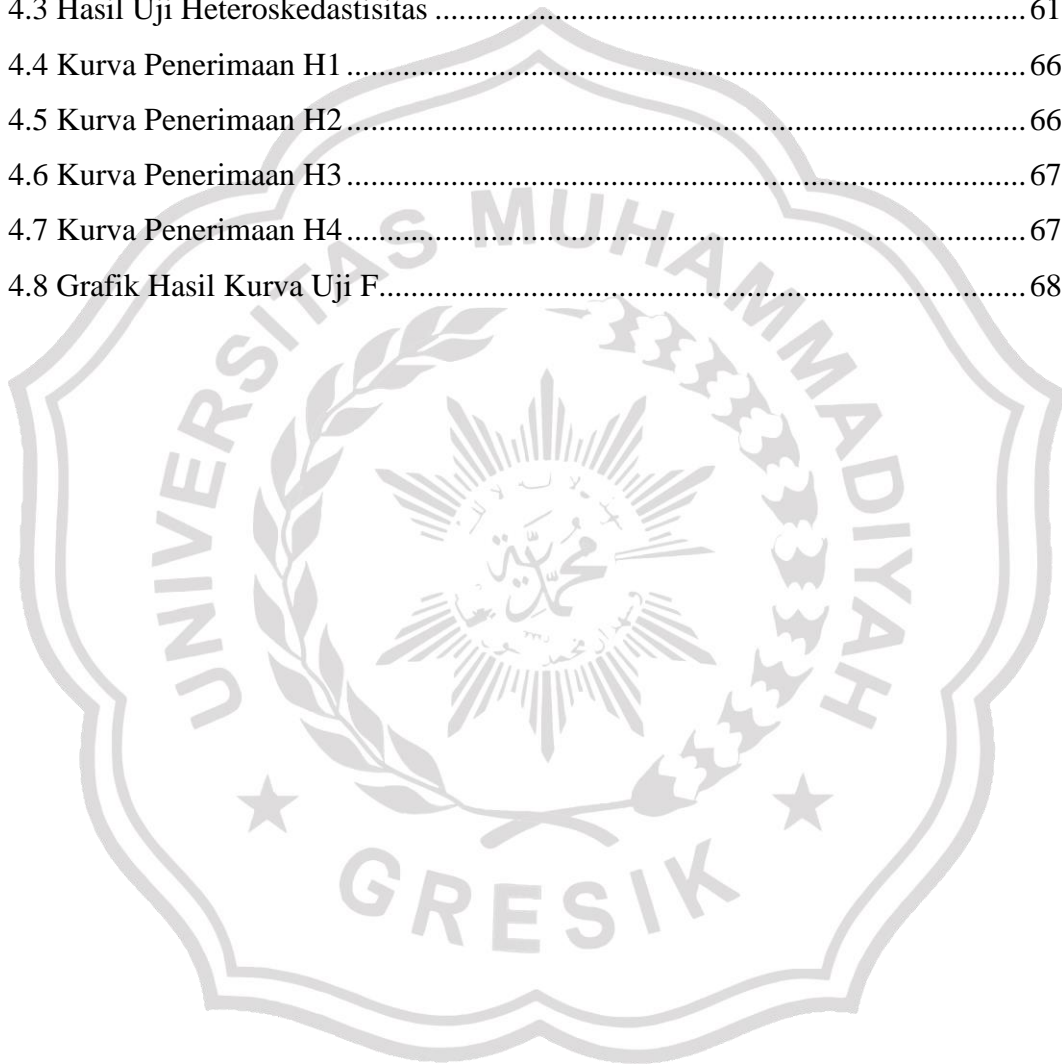 4.3 Hasil Uji Heteroskedastisitas ........................................................................ 61
4.4 Kurva Penerimaan H1 ................................................................................... 66
4.5 Kurva Penerimaan H2 ................................................................................... 66
4.6 Kurva Penerimaan H3 ................................................................................... 67
4.7 Kurva Penerimaan H4 ................................................................................... 67
4.8 Grafik Hasil Kurva Uji F............................................................................... 68
UNIVERSITAS MUHAMMADIYAH
محمدية
GRESIK